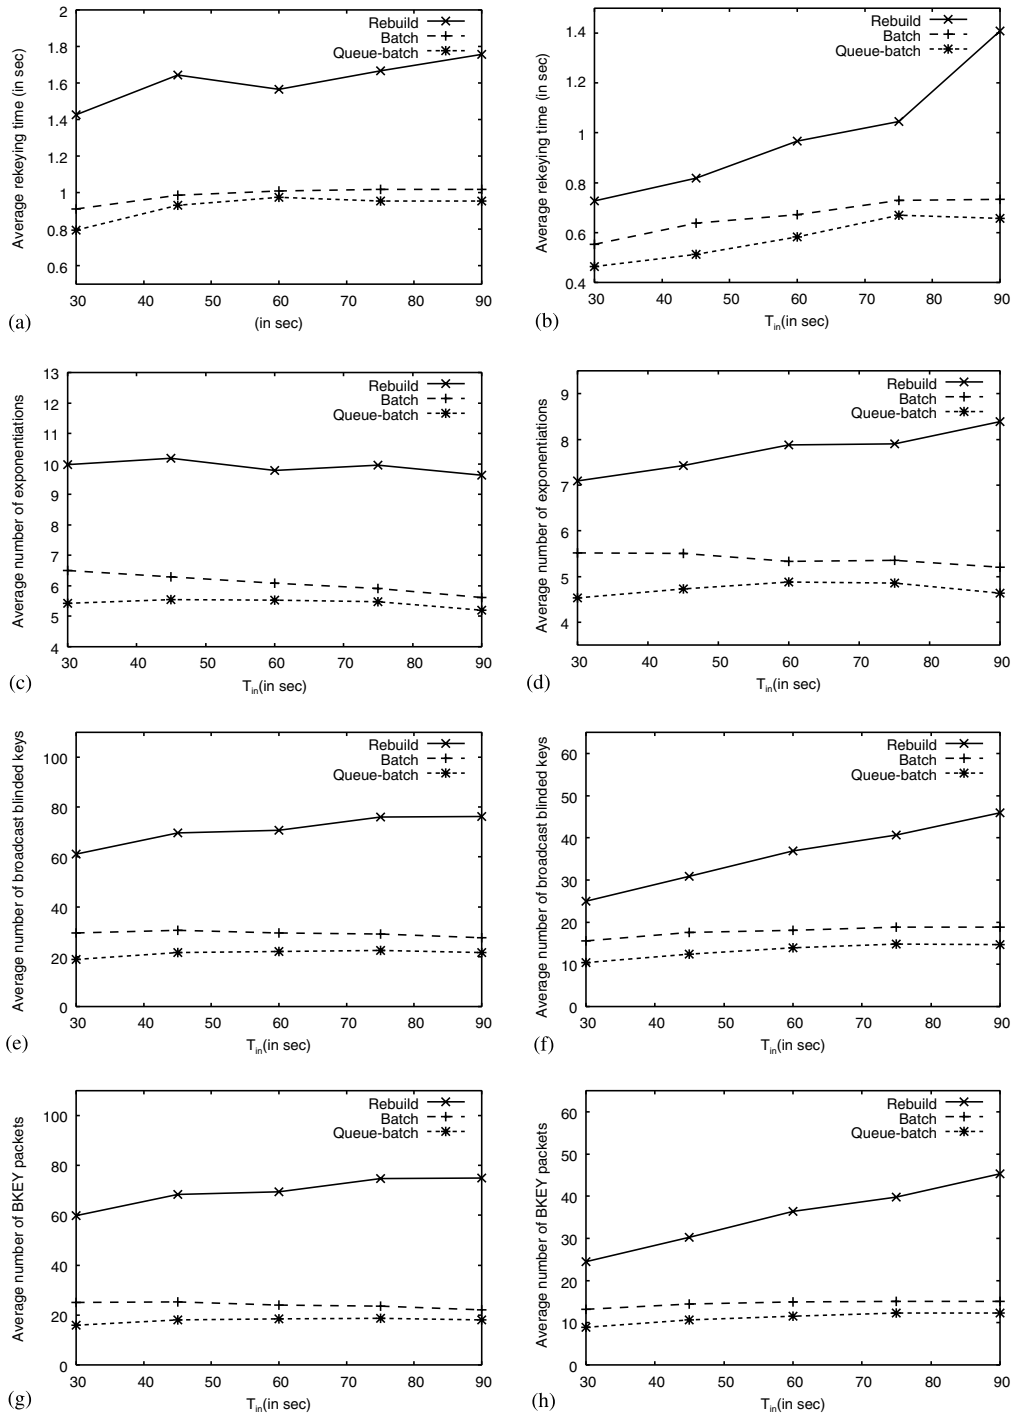 Average rekeying time (in sec)
2
1.8
1.6
1.4
1.2
1
0.8
0.6
Rebuild
Batch
Queue-batch
30 40 50 60 70 80 90
(in sec)
(a)
Average rekeying time (in sec)
1.4
1.2
1
0.8
0.6
0.4
Rebuild
Batch
Queue-batch
30 40 50 60 70 80 90
Tin(in sec)
(b)
Average number of exponentiations
13
12
11
10
9
8
7
6
5
4
Rebuild
Batch
Queue-batch
30 40 50 60 70 80 90
Tin(in sec)
(c)
Average number of exponentiations
9
8
7
6
5
4
Rebuild
Batch
Queue-batch
30 40 50 60 70 80 90
Tin(in sec)
(d)
Average number of broadcast blinded keys
100
80
60
40
20
0
Rebuild
Batch
Queue-batch
30 40 50 60 70 80 90
Tin(in sec)
(e)
Average number of broadcast blinded keys
60
50
40
30
20
10
0
Rebuild
Batch
Queue-batch
30 40 50 60 70 80 90
Tin(in sec)
(f)
Average number of BKEY packets
100
80
60
40
20
0
Rebuild
Batch
Queue-batch
30 40 50 60 70 80 90
Tin(in sec)
(g)
Average number of BKEY packets
60
50
40
30
20
10
0
Rebuild
Batch
Queue-batch
30 40 50 60 70 80 90
Tin(in sec)
(h)